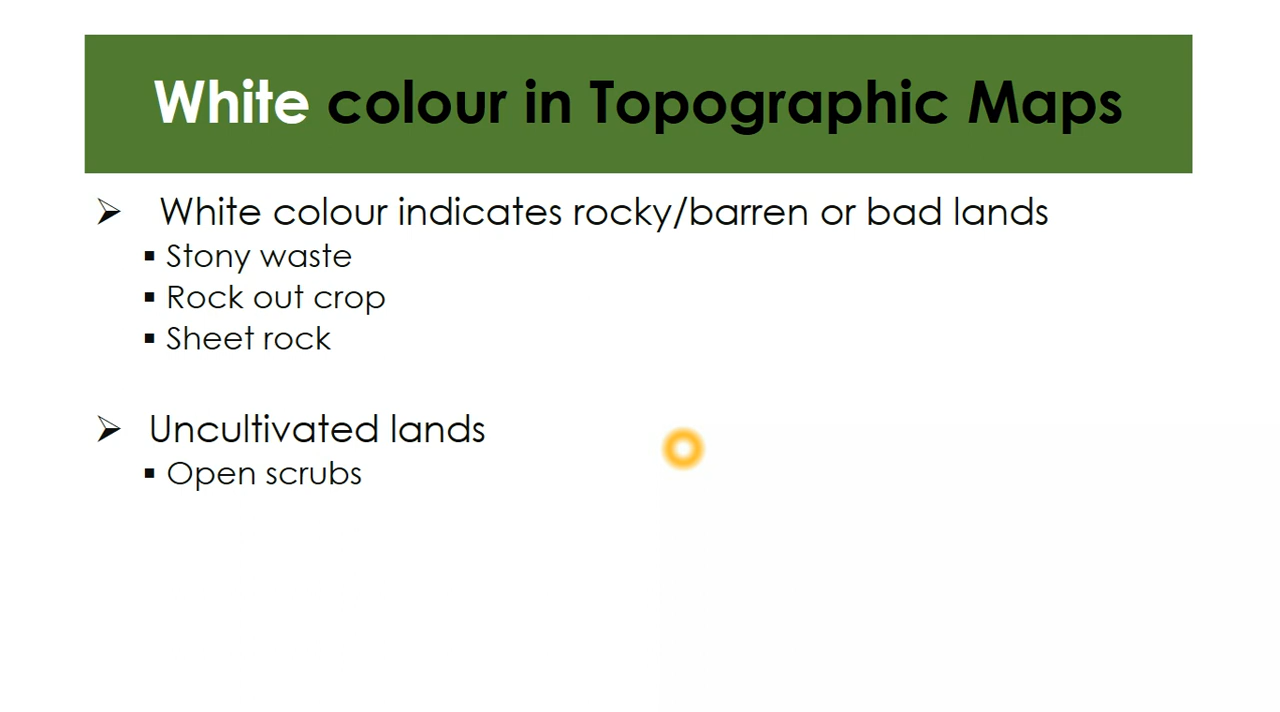 White colour in Topographic Maps
➢ White colour indicates rocky/barren or bad lands
▪ Stony waste
▪ Rock out crop
▪ Sheet rock
➢ Uncultivated lands
▪ Open scrubs